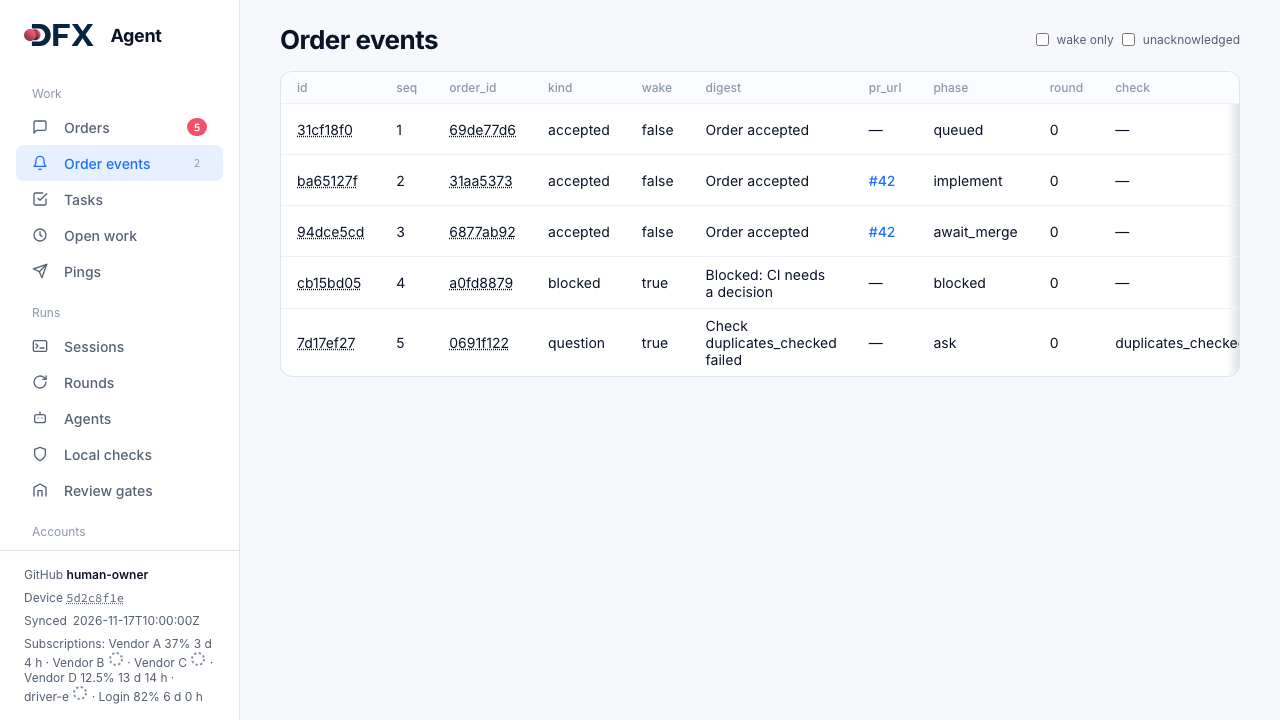 DFX Agent
Order events
wake only unacknowledged
Work
Orders 5
Order events 2
Tasks
Open work
Pings
Runs
Sessions
Rounds
Agents
Local checks
Review gates
Accounts
GitHub human-owner
Device 5d2c8f1e
Synced 2026-11-17T10:00:00Z
Subscriptions: Vendor A 37% 3 d
4 h · Vendor B · Vendor C ·
Vendor D 12.5% 13 d 14 h ·
driver-e · Login 82% 6 d 0 h
id seq order_id kind wake digest pr_url phase round check
31cf18f0 1 69de77d6 accepted false Order accepted — queued 0 —
ba65127f 2 31aa5373 accepted false Order accepted #42 implement 0 —
94dce5cd 3 6877ab92 accepted false Order accepted #42 await_merge 0 —
cb15bd05 4 a0fd8879 blocked true Blocked: CI needs a decision — blocked 0 —
7d17ef27 5 0691f122 question true Check duplicates_checked failed — ask 0